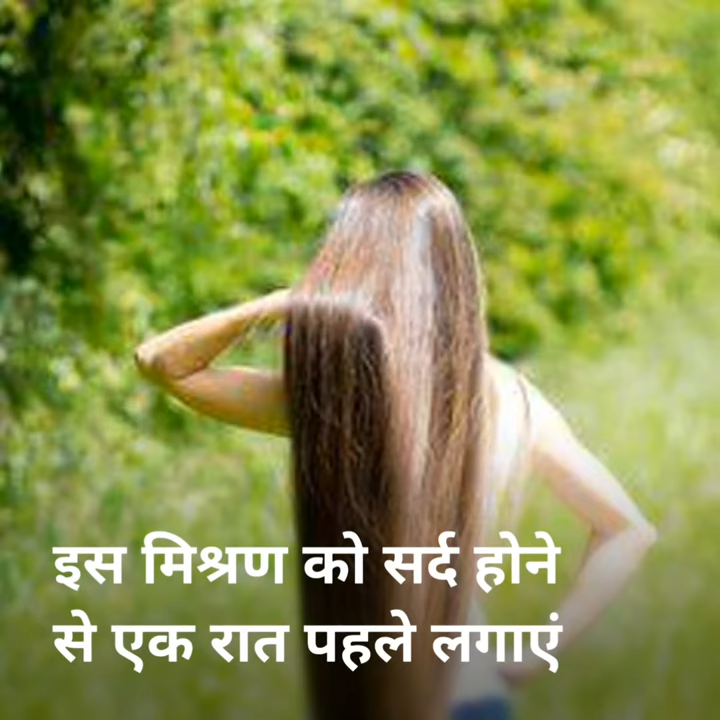 इस मिश्रण को सर्द होने
से एक रात पहले लगाएं